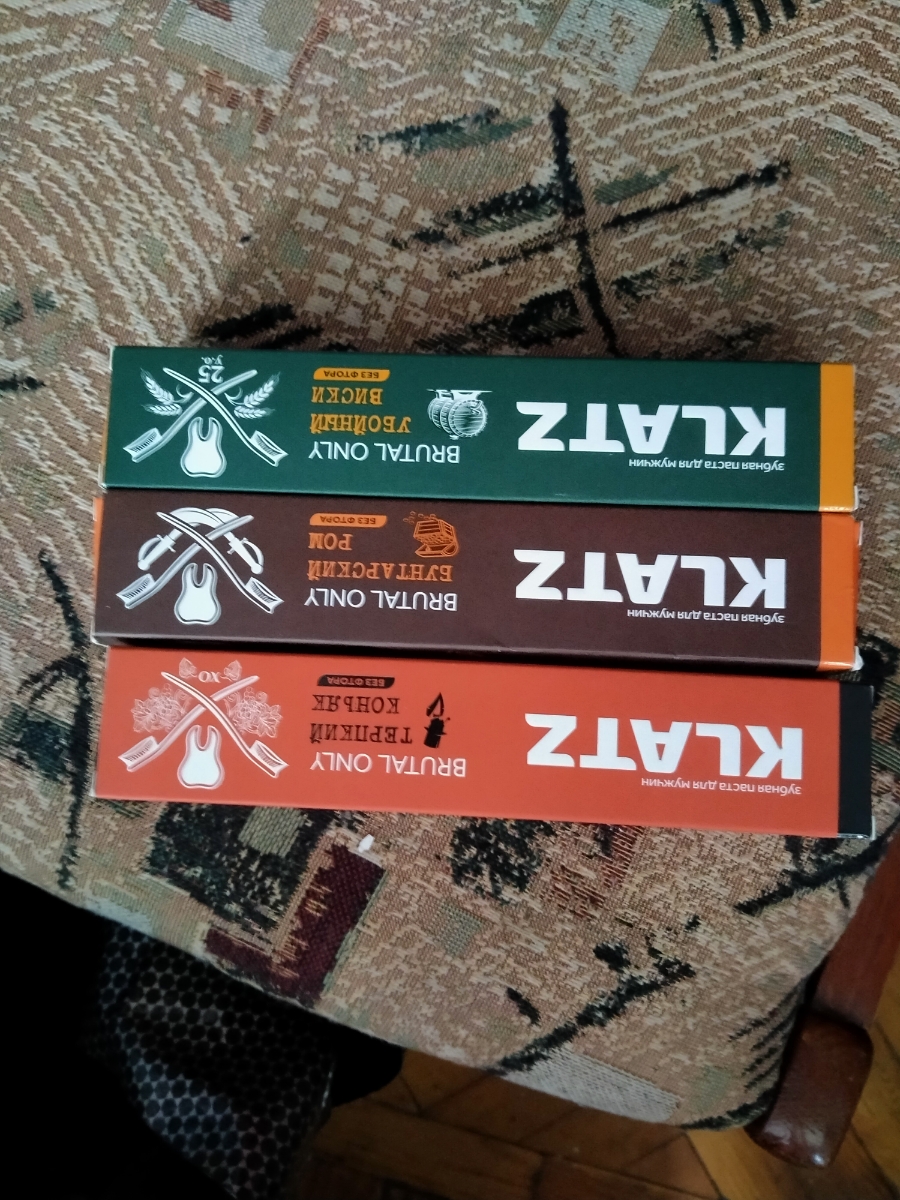 зубная паста для мужчин
KLATZ
BRUTAL ONLY
ТЕРПКИЙ
КОНЬЯК
БЕЗ ФТОРА
XO
зубная паста для мужчин
KLATZ
BRUTAL ONLY
БУНТАРСКИЙ
РОМ
БЕЗ ФТОРА
зубная паста для мужчин
KLATZ
BRUTAL ONLY
УБОЙНЫЙ
ВИСКИ
БЕЗ ФТОРА
25
y.o.